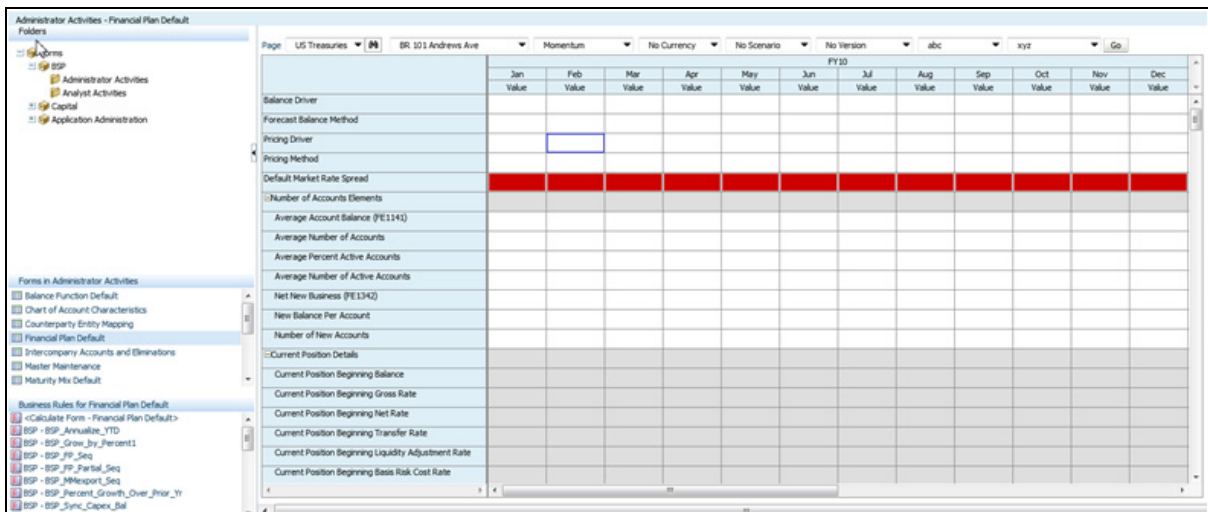 Administrator Activities - Financial Plan Default
Folders
Forms
BSP
Administrator Activities
Analyst Activities
Capital
Application Administration
Forms in Administrator Activities
Balance Function Default
Chart of Account Characteristics
Counterparty Entity Mapping
Financial Plan Default
Intercompany Accounts and Eliminations
Master Maintenance
Maturity Mix Default
Business Rules for Financial Plan Default
<Calculate Form - Financial Plan Default>
BSP - BSP_Annualize_YTD
BSP - BSP_Grow_by_Percent1
BSP - BSP_FP_Seq
BSP - BSP_FP_Partial_Seq
BSP - BSP_MMexport_Seq
BSP - BSP_Percent_Growth_Over_Prior_Yr
BSP - BSP_Sync_Capex_Bal
Page US Treasuries BR 101 Andrews Ave Momentum No Currency No Scenario No Version abc xyz Go
FY10
Jan Feb Mar Apr May Jun Jul Aug Sep Oct Nov Dec
Value Value Value Value Value Value Value Value Value Value Value Value
Balance Driver
Forecast Balance Method
Pricing Driver
Pricing Method
Default Market Rate Spread
Number of Accounts Elements
Average Account Balance (FE1141)
Average Number of Accounts
Average Percent Active Accounts
Average Number of Active Accounts
Net New Business (FE1342)
New Balance Per Account
Number of New Accounts
Current Position Details
Current Position Beginning Balance
Current Position Beginning Gross Rate
Current Position Beginning Net Rate
Current Position Beginning Transfer Rate
Current Position Beginning Liquidity Adjustment Rate
Current Position Beginning Basis Risk Cost Rate